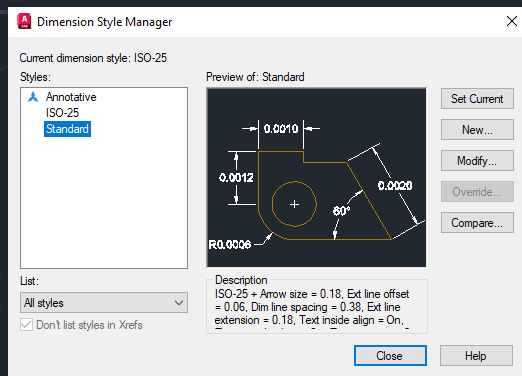 Dimension Style Manager
Current dimension style: ISO-25
Styles:
Annotative
ISO-25
Standard
Preview of: Standard
0.0010
0.0012
0.0020
60°
R0.0006
Set Current
New...
Modify...
Override...
Compare...
List:
All styles
Don't list styles in Xrefs
Description
ISO-25 + Arrow size = 0.18, Ext line offset
= 0.06, Dim line spacing = 0.38, Ext line
extension = 0.18, Text inside align = On,
Close
Help